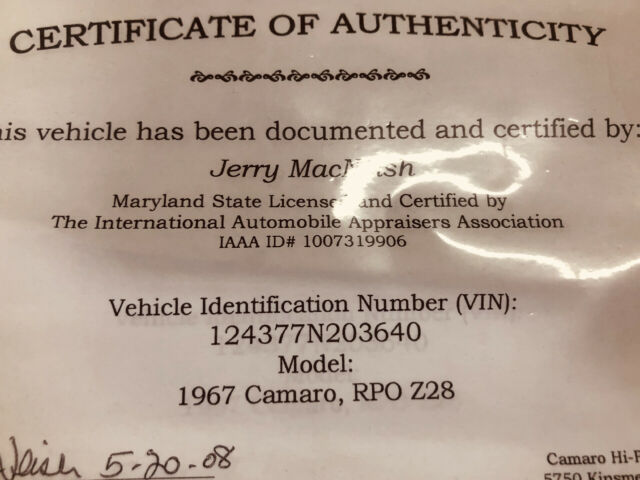 CERTIFICATE OF AUTHENTICITY
his vehicle has been documented and certified by:
Jerry
Maryland State Licensed and Certified by
The International Automobile Appraisers Association
IAAA ID# 1007319906
Vehicle Identification Number (VIN):
124377N203640
Model:
1967 Camaro, RPO Z28
5-20-08
Camaro Hi-P
5750 Kinsme